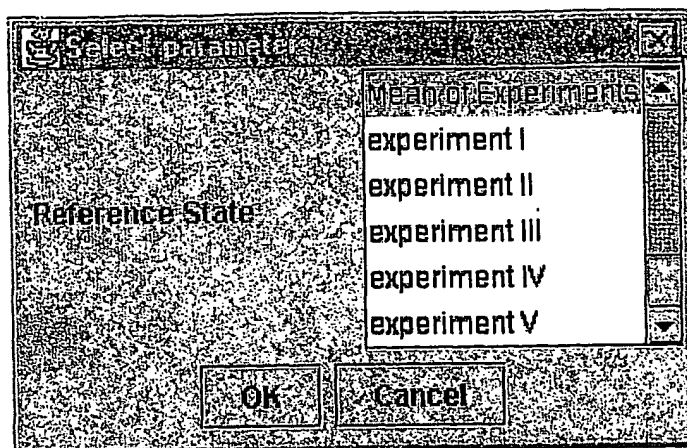 Select parameters
Mean of Experiments
experiment I
experiment II
Reference State
experiment III
experiment IV
experiment V
OK
Cancel